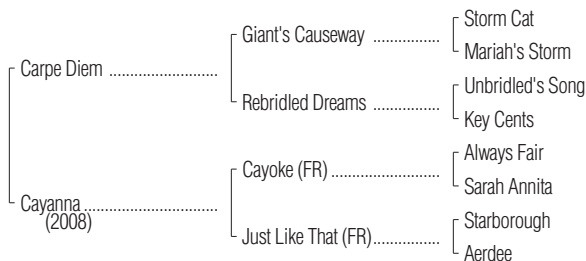 Storm Cat
Giant's Causeway ................
Mariah's Storm
Carpe Diem ..........................
Unbridled's Song
Rebridled Dreams ................
Key Cents
Always Fair
Cayoke (FR) ..........................
Sarah Annita
Cayanna ................................
(2008)
Starborough
Just Like That (FR)................
Aerdee